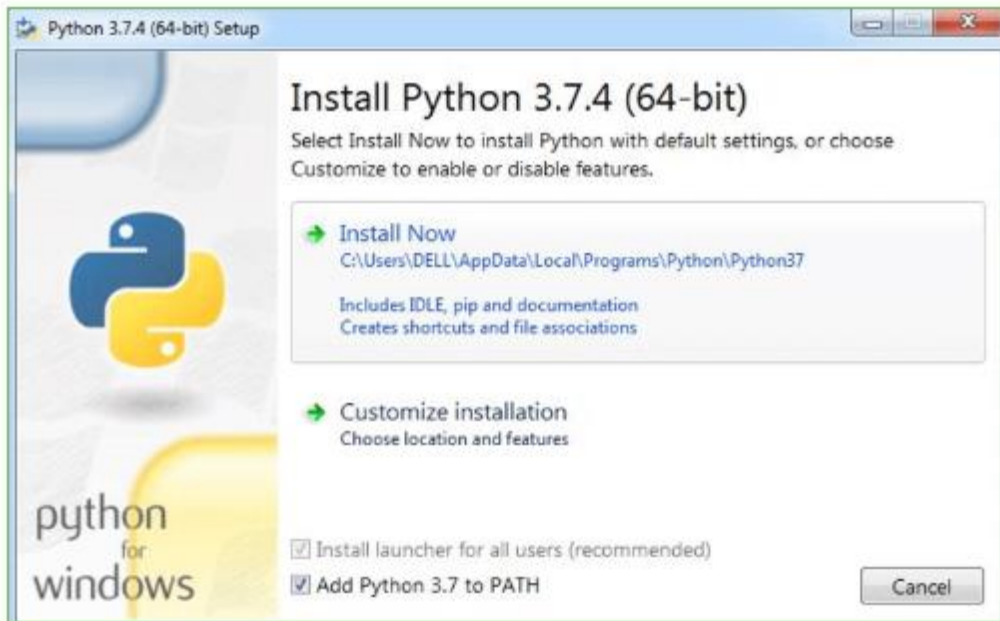 Python 3.7.4 (64-bit) Setup
Install Python 3.7.4 (64-bit)
Select Install Now to install Python with default settings, or choose
Customize to enable or disable features.
Install Now
C:\Users\DELL\AppData\Local\Programs\Python\Python37
Includes IDLE, pip and documentation
Creates shortcuts and file associations
Customize installation
Choose location and features
python
for
windows
Install launcher for all users (recommended)
Add Python 3.7 to PATH
Cancel